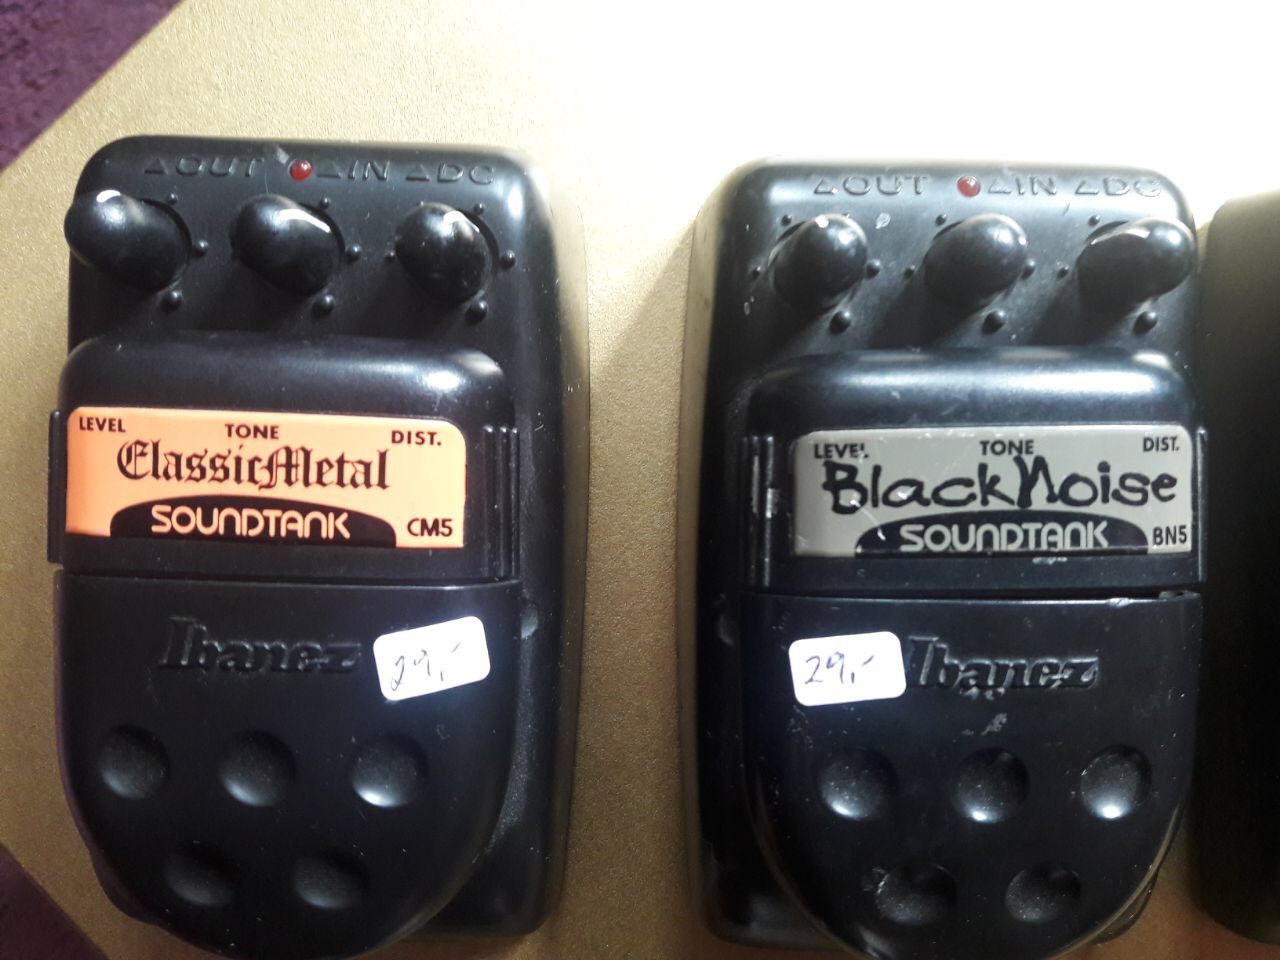 △OUT △IN △DC
LEVEL TONE DIST.
ClassicMetal
SOUNDTANK CM5
Ibanez
29,-
△OUT △IN △DC
LEVEL TONE DIST.
BlackNoise
SOUNDTANK BN5
29,-
Ibanez